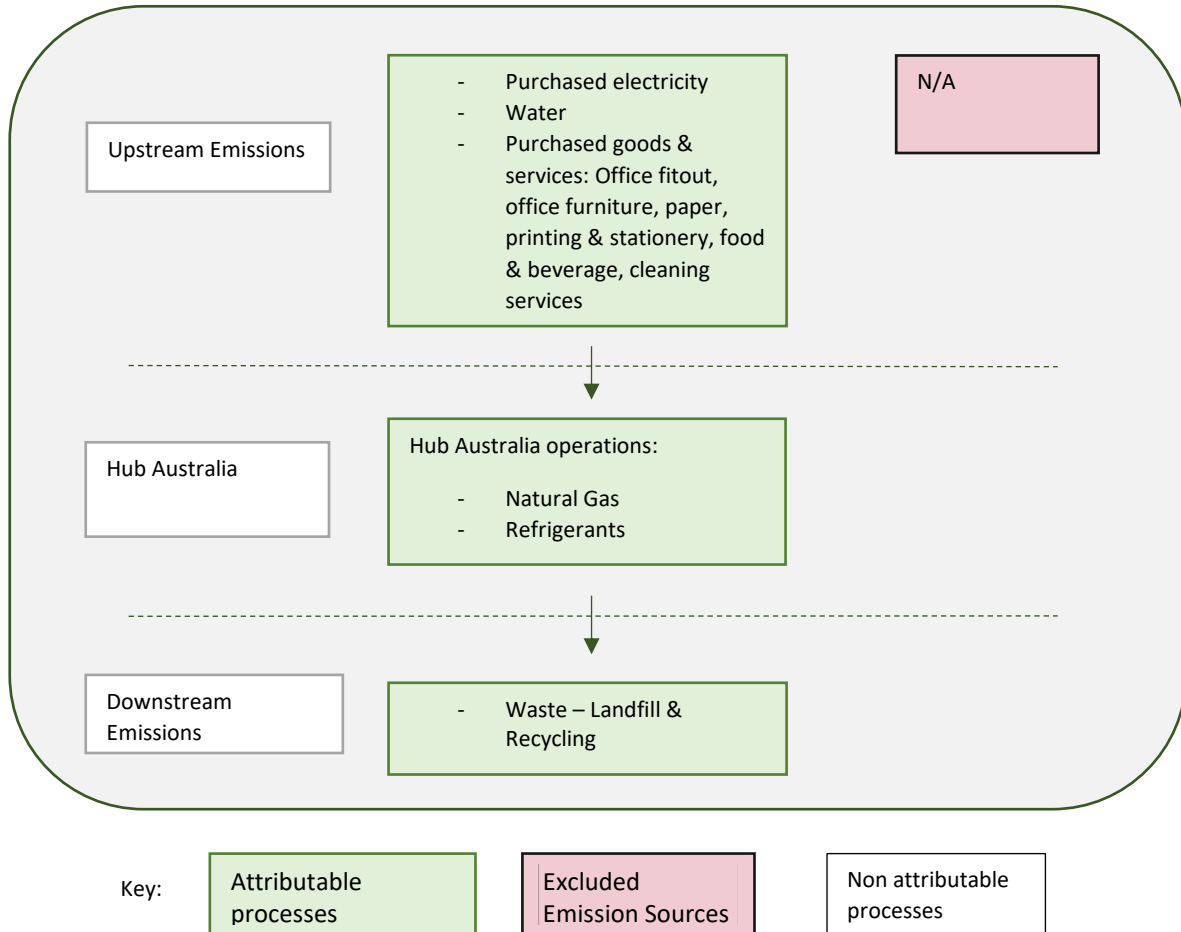 Upstream Emissions
- Purchased electricity
- Water
- Purchased goods &
services: Office fitout,
office furniture, paper,
printing & stationery, food
& beverage, cleaning
services
N/A
Hub Australia
Hub Australia operations:
- Natural Gas
- Refrigerants
Downstream
Emissions
- Waste – Landfill &
Recycling
Key:
Attributable
processes
Excluded
Emission Sources
Non attributable
processes